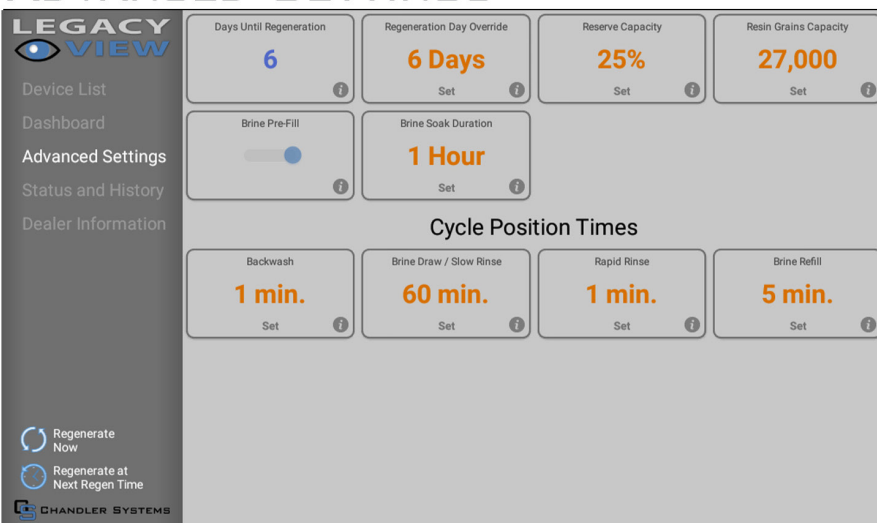 LEGACY
VIEW
Device List
Dashboard
Advanced Settings
Status and History
Dealer Information
Regenerate
Now
Regenerate at
Next Regen Time
CS CHANDLER SYSTEMS
Days Until Regeneration
6
Regeneration Day Override
6 Days
Set
Reserve Capacity
25%
Set
Resin Grains Capacity
27,000
Set
Brine Pre-Fill
Brine Soak Duration
1 Hour
Set
Cycle Position Times
Backwash
1 min.
Set
Brine Draw / Slow Rinse
60 min.
Set
Rapid Rinse
1 min.
Set
Brine Refill
5 min.
Set